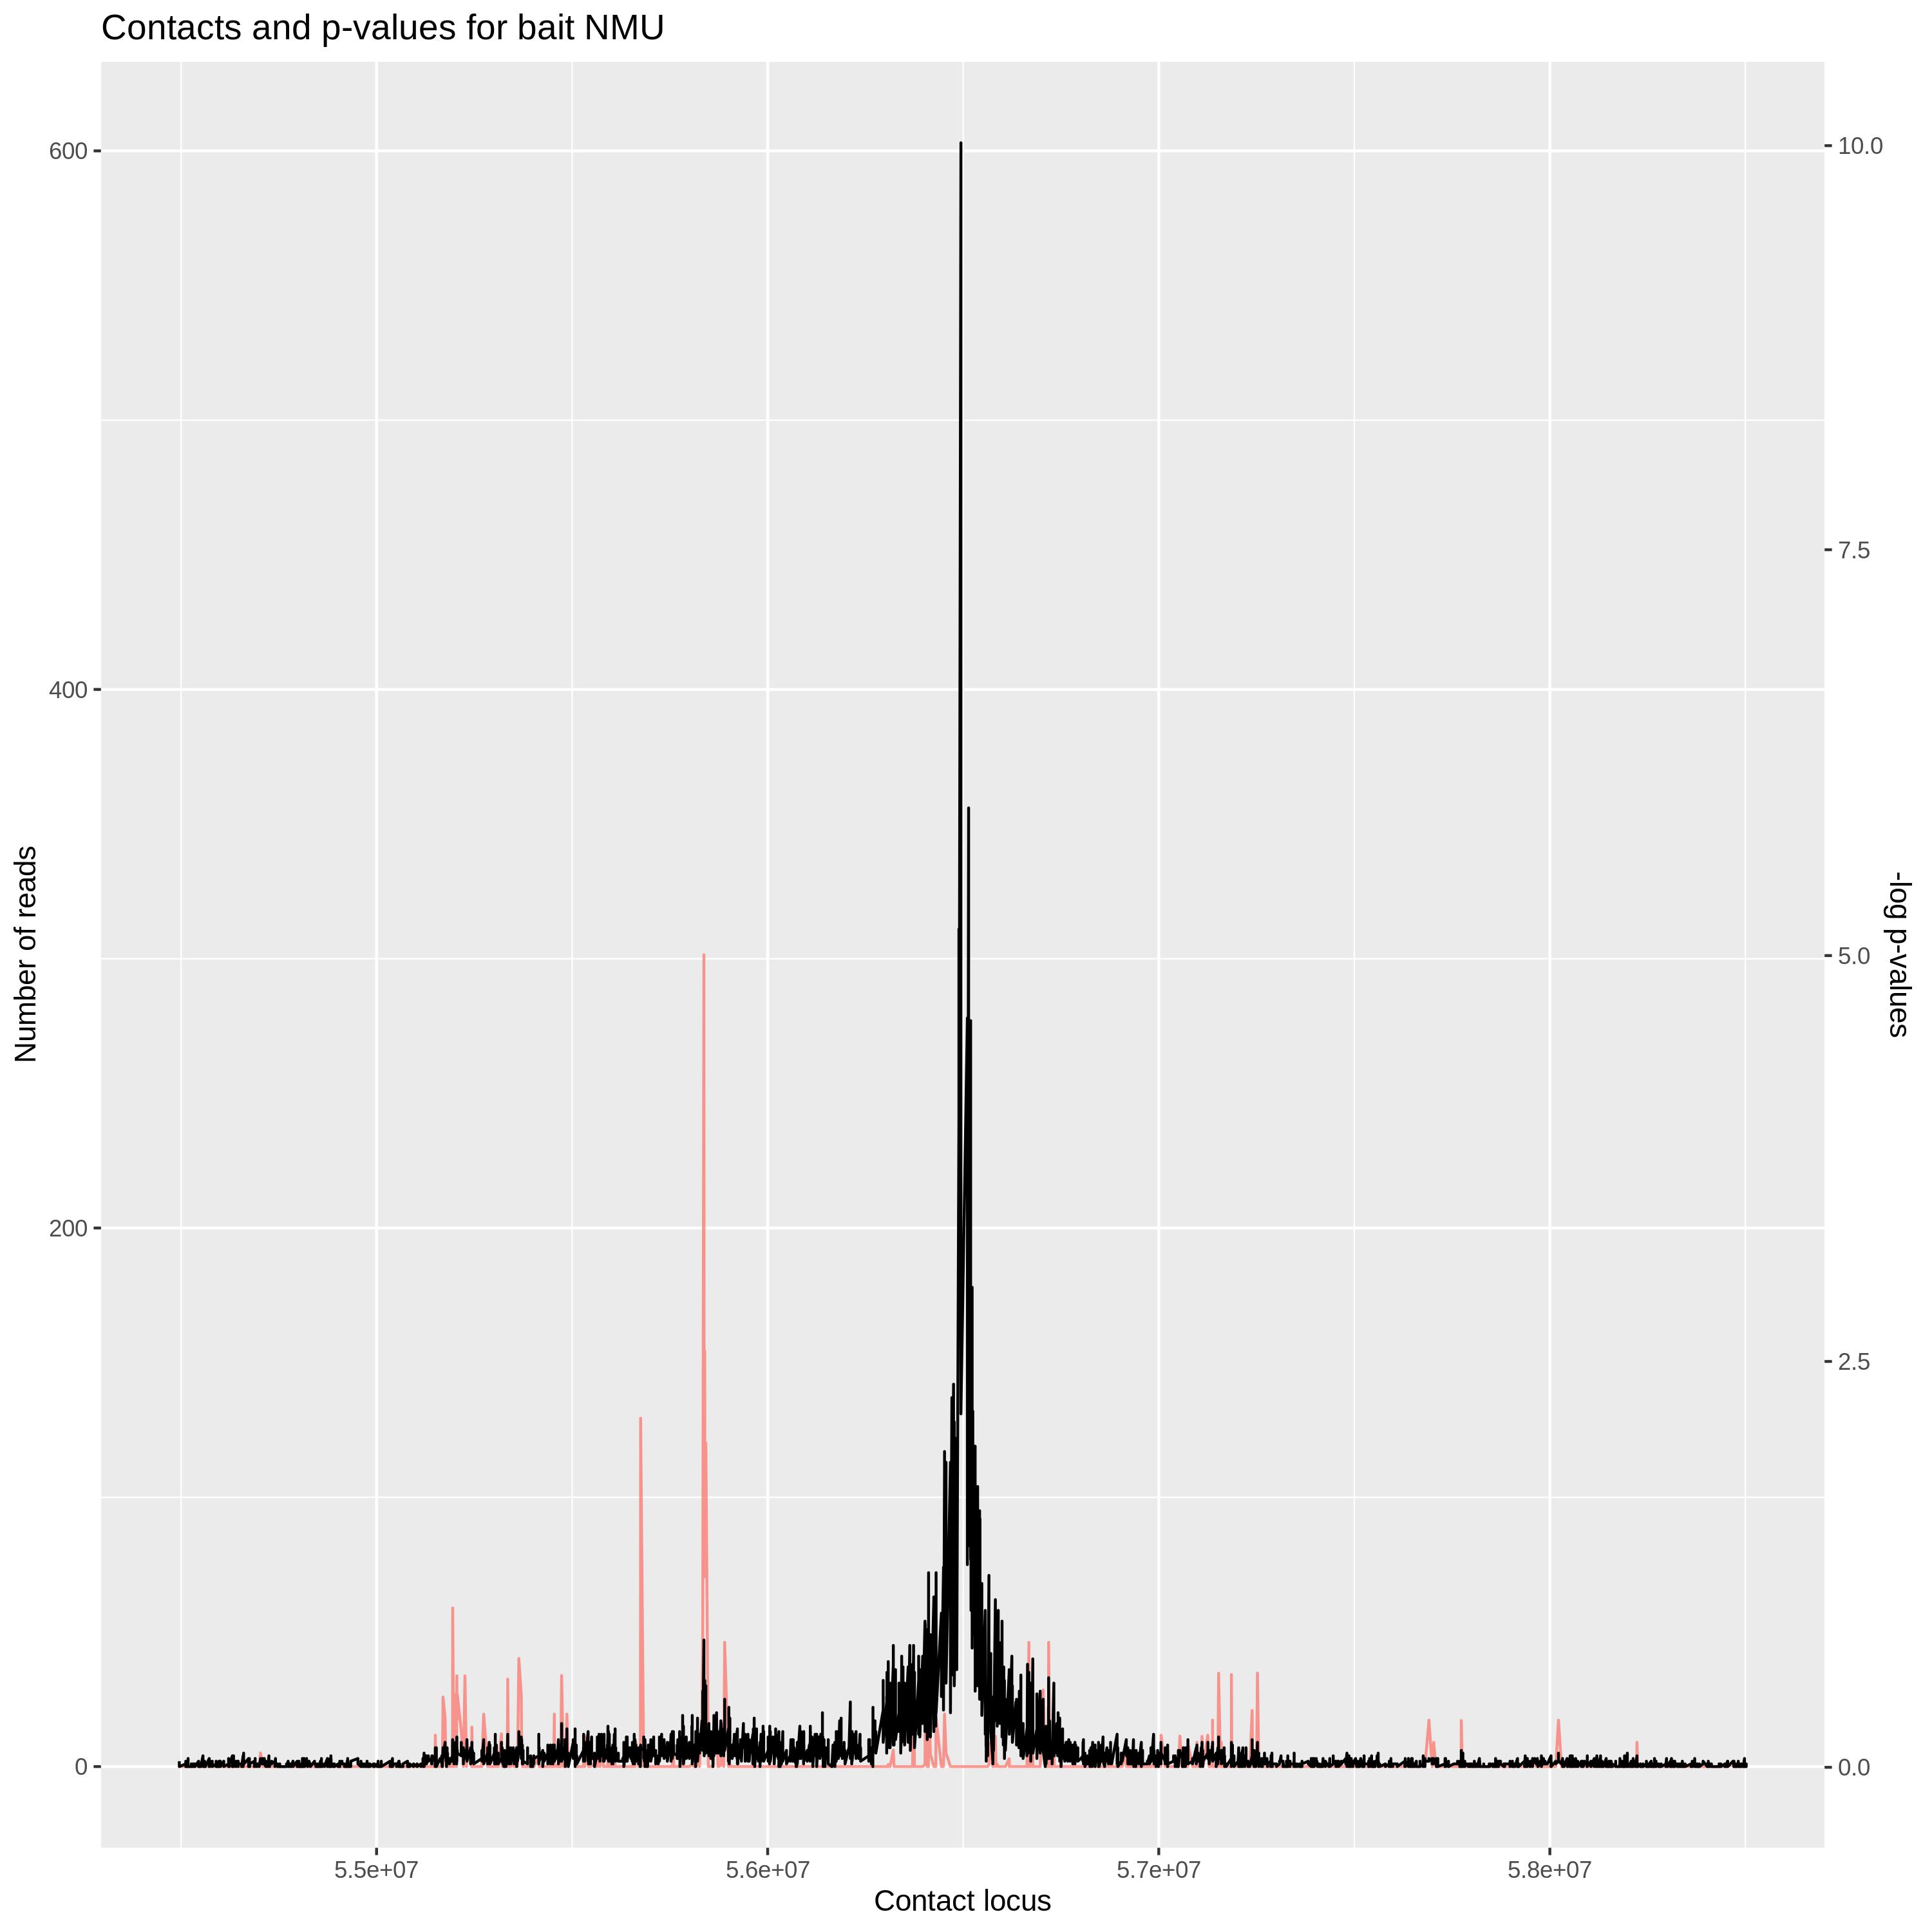 Contacts and p-values for bait NMU
600
400
200
0
Number of reads
10.0
7.5
5.0
2.5
0.0
-log p-values
5.5e+07
5.6e+07
5.7e+07
5.8e+07
Contact locus